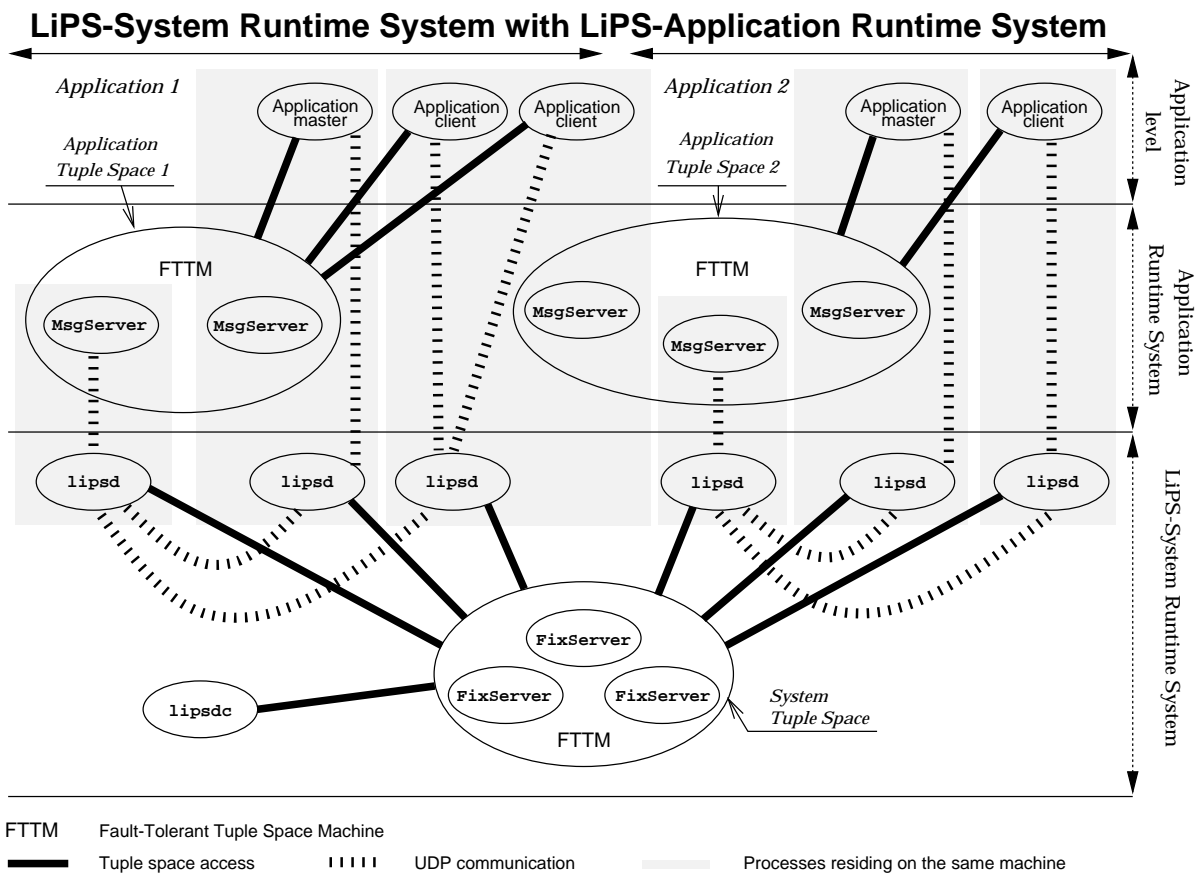 LiPS-System Runtime System with LiPS-Application Runtime System
Application 1
Application
master
Application
client
Application
client
Application 2
Application
master
Application
client
Application
level
Application
Tuple Space 1
Application
Tuple Space 2
FTTM
MsgServer
MsgServer
FTTM
MsgServer
MsgServer
MsgServer
Application
Runtime System
lipsd
lipsd
lipsd
lipsd
lipsd
lipsd
LiPS-System Runtime System
FixServer
FixServer
FixServer
FTTM
lipsdc
System
Tuple Space
FTTM Fault-Tolerant Tuple Space Machine
Tuple space access
UDP communication
Processes residing on the same machine